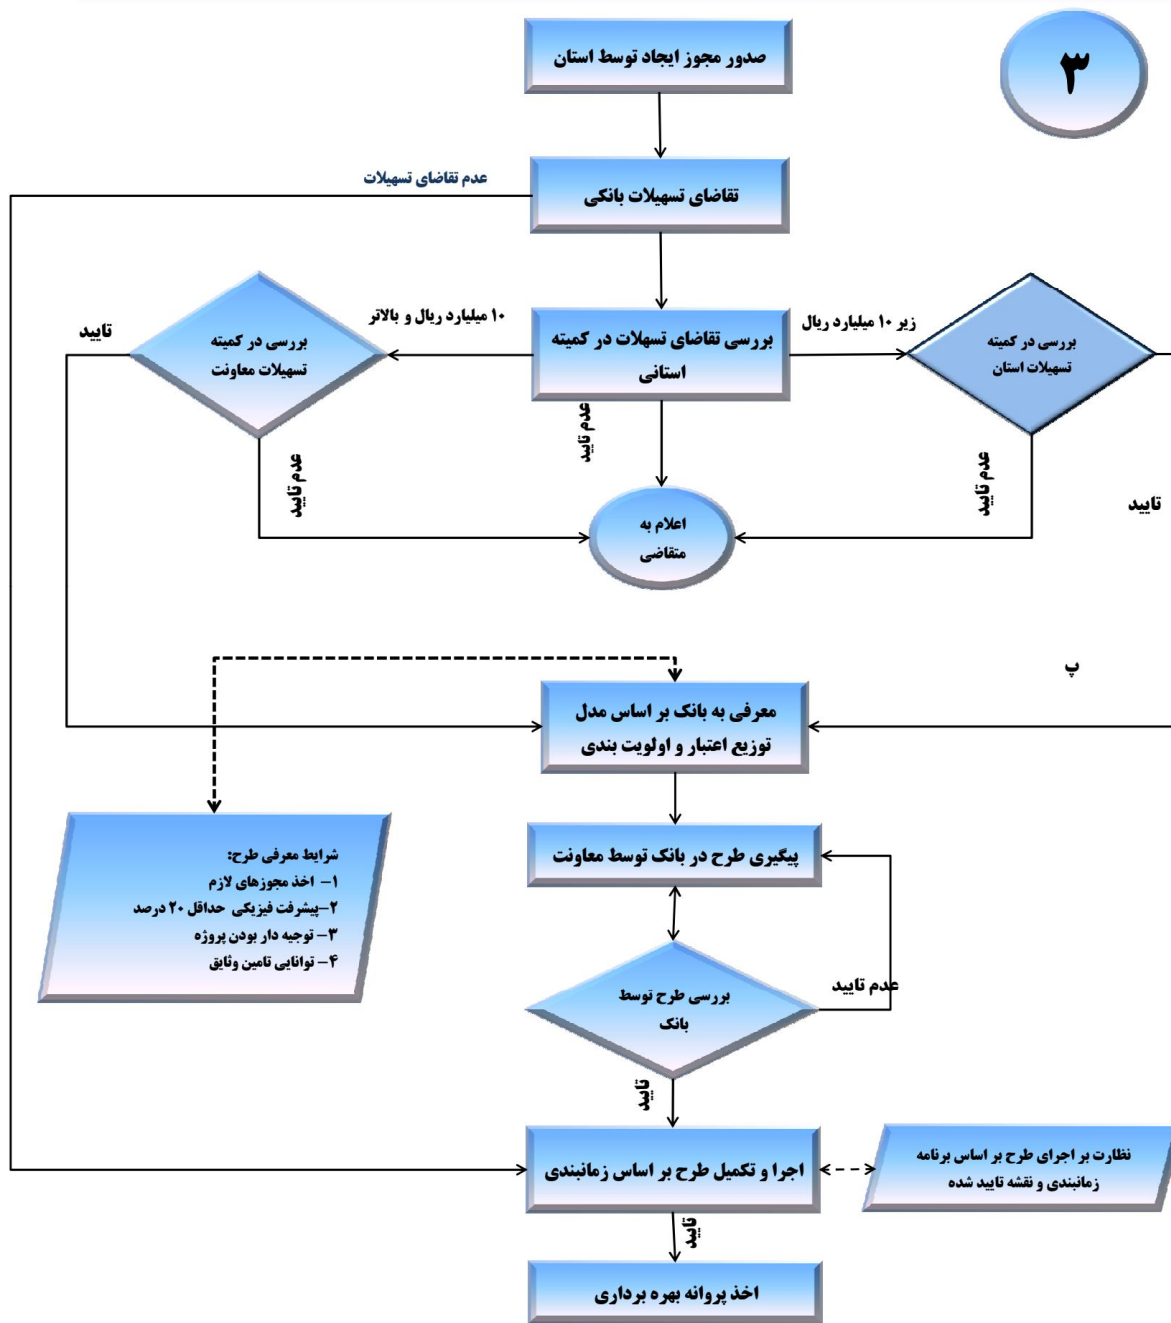 ۳
صدور مجوز ایجاد توسط استان
عدم تقاضای تسهیلات
تقاضای تسهیلات بانکی
زیر ۱۰ میلیارد ریال
۱۰ میلیارد ریال و بالاتر
بررسی در کمیته
تسهیلات استان
بررسی تقاضای تسهلات در کمیته
استانی
بررسی در کمیته
تسهیلات معاونت
تایید
عدم تایید
عدم تایید
عدم تایید
تایید
اعلام به
متقاضی
پ
معرفی به بانک بر اساس مدل
توزیع اعتبار و اولویت بندی
شرایط معرفی طرح:
۱- اخذ مجوزهای لازم
۲-پیشرفت فیزیکی حداقل ۲۰ درصد
۳- توجیه دار بودن پروژه
۴- توانایی تامین وثایق
پیگیری طرح در بانک توسط معاونت
عدم تایید
بررسی طرح توسط
بانک
تایید
اجرا و تکمیل طرح بر اساس زمانبندی
نظارت بر اجرای طرح بر اساس برنامه
زمانبندی و نقشه تایید شده
تایید
اخذ پروانه بهره برداری